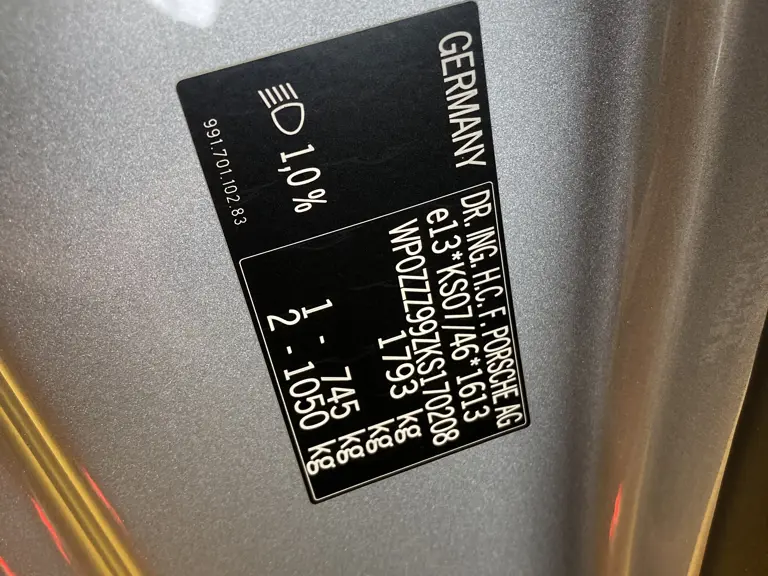 GERMANY
1,0 %
991.701.102.83
DR. ING. H.C. F. PORSCHE AG
e13*KS07/46*1613
WP0ZZZ99ZKS170208
1793 kg
kg
1 - 745 kg
2 - 1050 kg